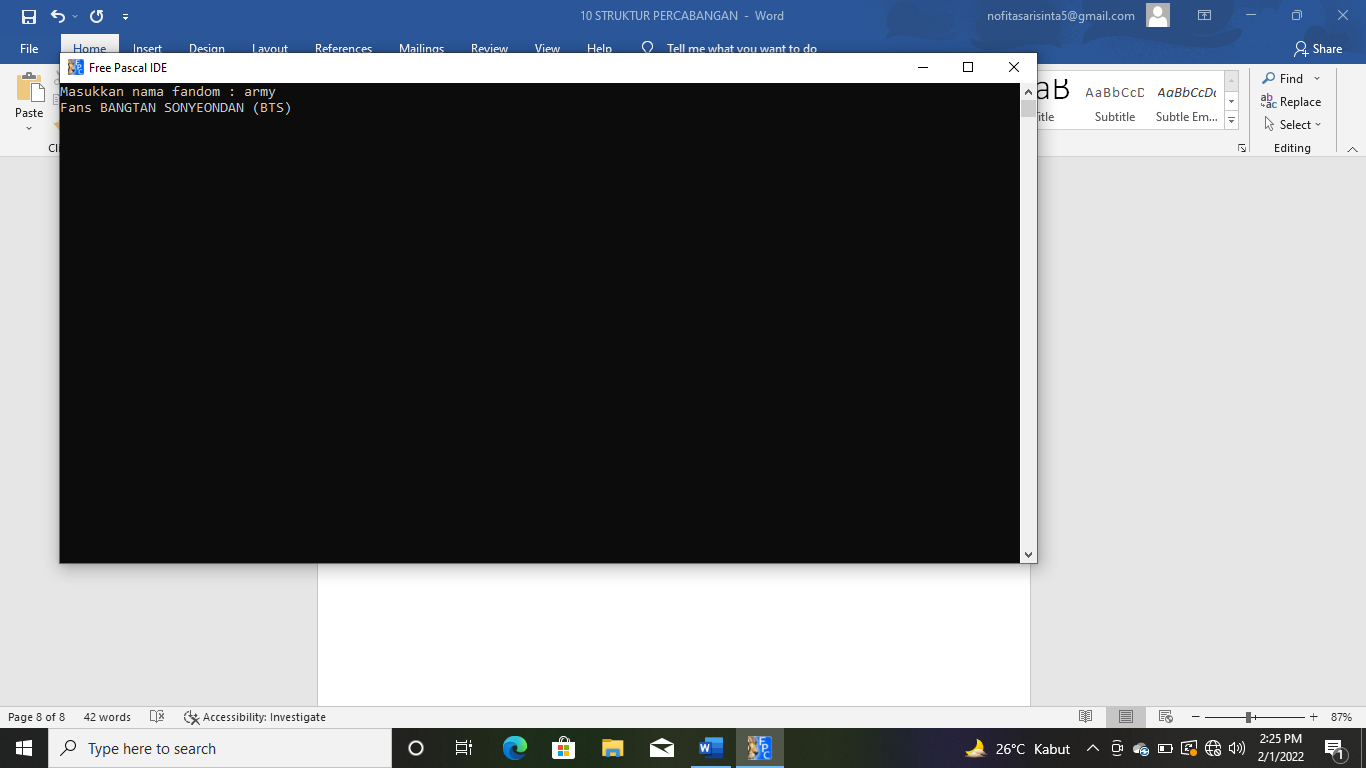 10 STRUKTUR PERCABANGAN - Word
nofitasarisinta5@gmail.com
File Home Insert Design Layout References Mailings Review View Help Tell me what you want to do Share
Free Pascal IDE
Masukkan nama fandom : army
Fans BANGTAN SONYEONDAN (BTS)
Paste
AaBbCcD AaBbCcDc
Subtitle Subtle Em...
Find
Replace
Select
Editing
Page 8 of 8 42 words Accessibility: Investigate 87%
Type here to search
26°C Kabut
2:25 PM
2/1/2022
1